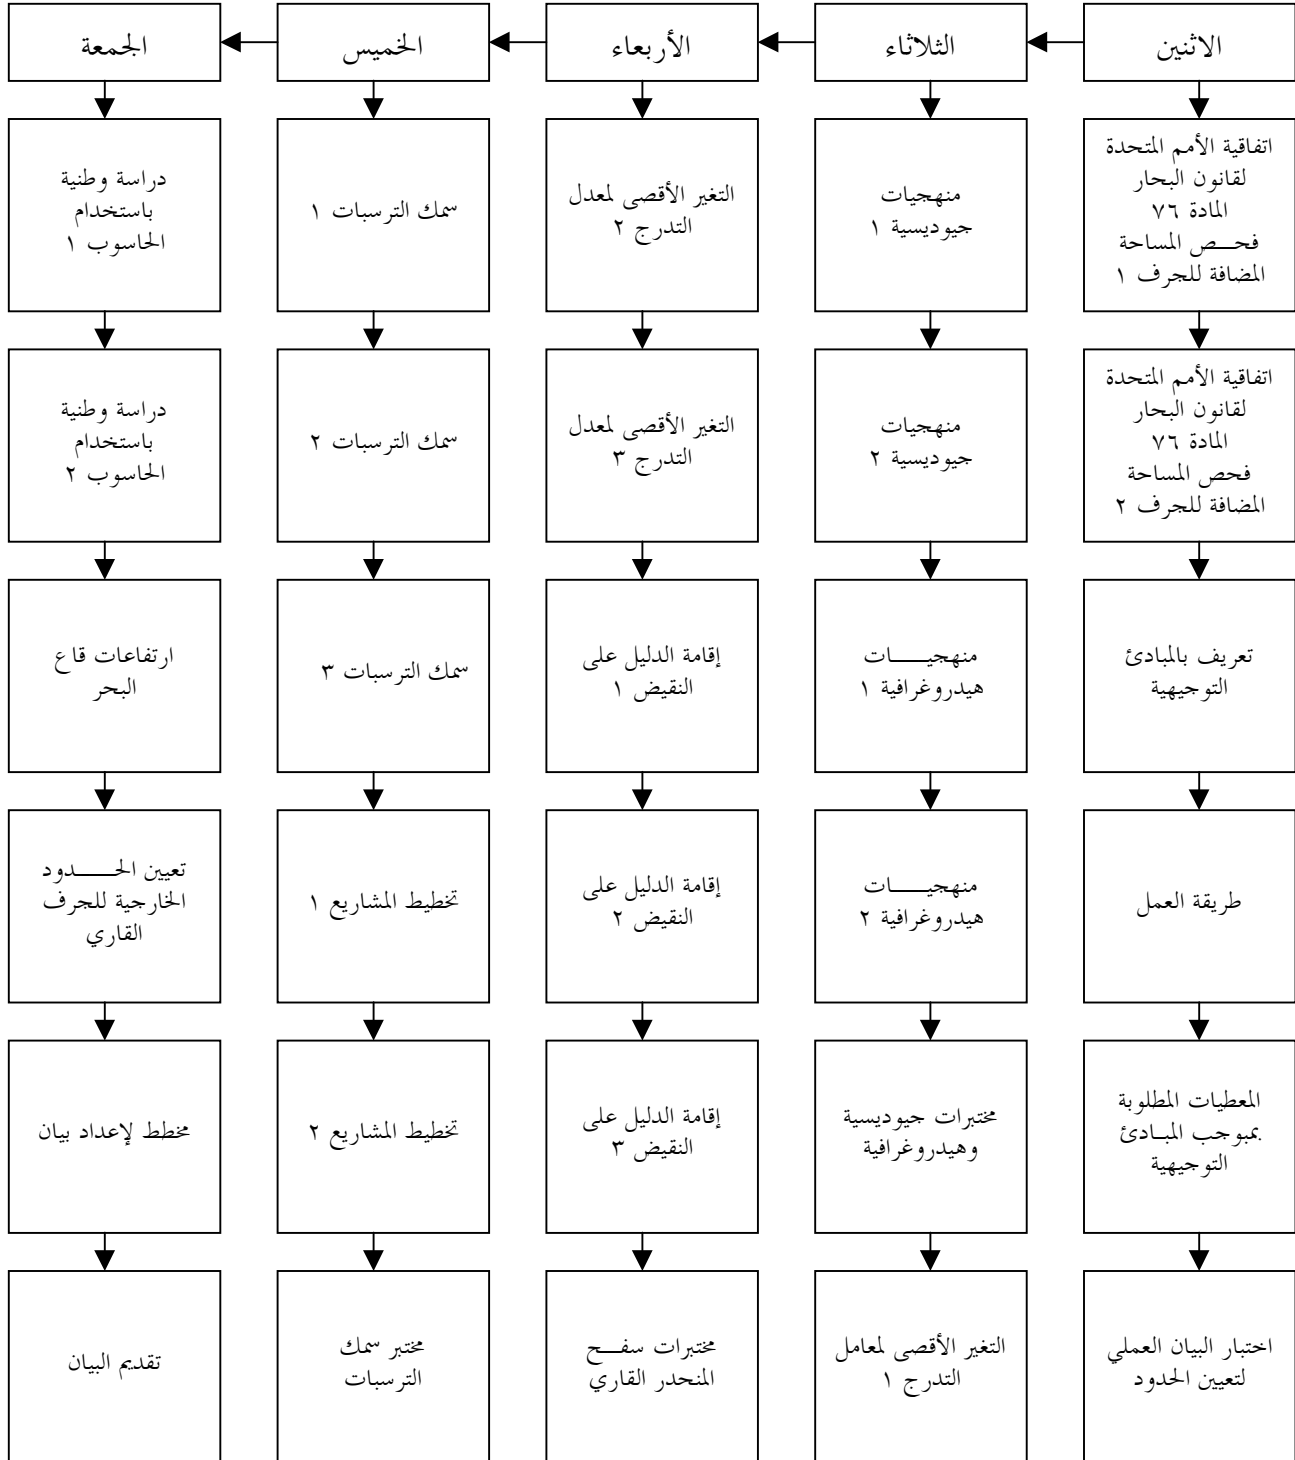 الاثنين
الثلاثاء
الأربعاء
الخميس
الجمعة
اتفاقية الأمم المتحدة
لقانون البحار
المادة ٧٦
فحص المساحة
المضافة للجرف ١
منهجيات
جيوديسية ١
التغير الأقصى لمعدل
التدرج ٢
سمك الترسبات ١
دراسة وطنية
باستخدام
الحاسوب ١
اتفاقية الأمم المتحدة
لقانون البحار
المادة ٧٦
فحص المساحة
المضافة للجرف ٢
منهجيات
جيوديسية ٢
التغير الأقصى لمعدل
التدرج ٣
سمك الترسبات ٢
دراسة وطنية
باستخدام
الحاسوب ٢
تعريف بالمبادئ
التوجيهية
منهجيات
هيدروغرافية ١
إقامة الدليل على
النقيض ١
سمك الترسبات ٣
ارتفاعات قاع
البحر
طريقة العمل
منهجيات
هيدروغرافية ٢
إقامة الدليل على
النقيض ٢
تخطيط المشاريع ١
تعيين الحدود
الخارجية للجرف
القاري
المعطيات المطلوبة
بموجب المبادئ
التوجيهية
مختبرات جيوديسية
وهيدروغرافية
إقامة الدليل على
النقيض ٣
تخطيط المشاريع ٢
مخطط لإعداد بيان
اختبار البيان العملي
لتعيين الحدود
التغير الأقصى لمعامل
التدرج ١
مختبرات سفح
المنحدر القاري
مختبر سمك
الترسبات
تقديم البيان